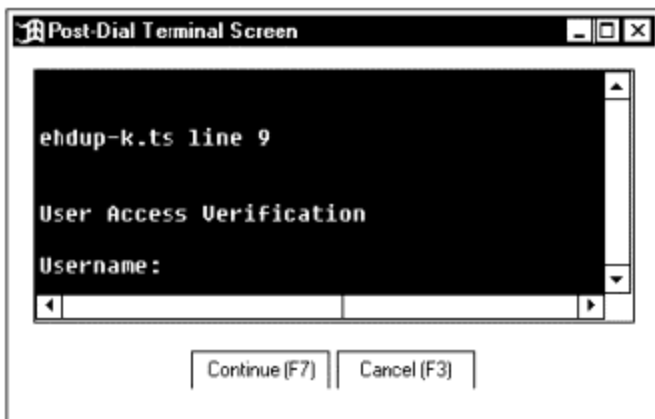 Post-Dial Terminal Screen
ehdup-k.ts line 9
User Access Verification
Username:
Continue (F7) Cancel (F3)